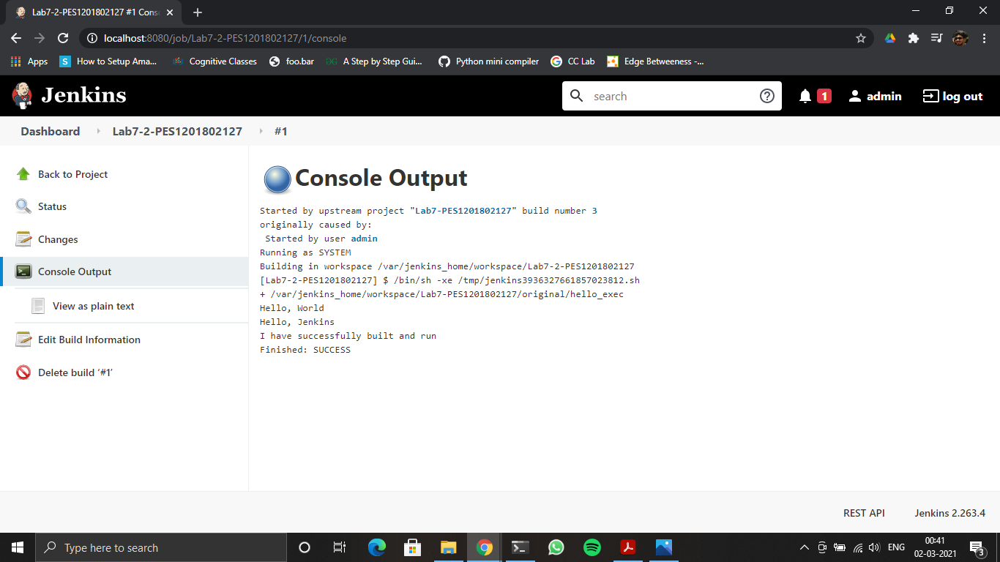 Lab7-2-PES1201802127 #1 Cons
localhost:8080/job/Lab7-2-PES1201802127/1/console
Apps How to Setup Ama... Cognitive Classes foo.bar A Step by Step Gui... Python mini compiler CC Lab Edge Betweeness -...
Jenkins search 1 admin log out
Dashboard Lab7-2-PES1201802127 #1
Back to Project
Status
Changes
Console Output
View as plain text
Edit Build Information
Delete build ‘#1’
Console Output
Started by upstream project "Lab7-PES1201802127" build number 3
originally caused by:
Started by user admin
Running as SYSTEM
Building in workspace /var/jenkins_home/workspace/Lab7-2-PES1201802127
[Lab7-2-PES1201802127] $ /bin/sh -xe /tmp/jenkins3936327661857023812.sh
+ /var/jenkins_home/workspace/Lab7-PES1201802127/original/hello_exec
Hello, World
Hello, Jenkins
I have successfully built and run
Finished: SUCCESS
REST API Jenkins 2.263.4
Type here to search
ENG
00:41
02-03-2021
3